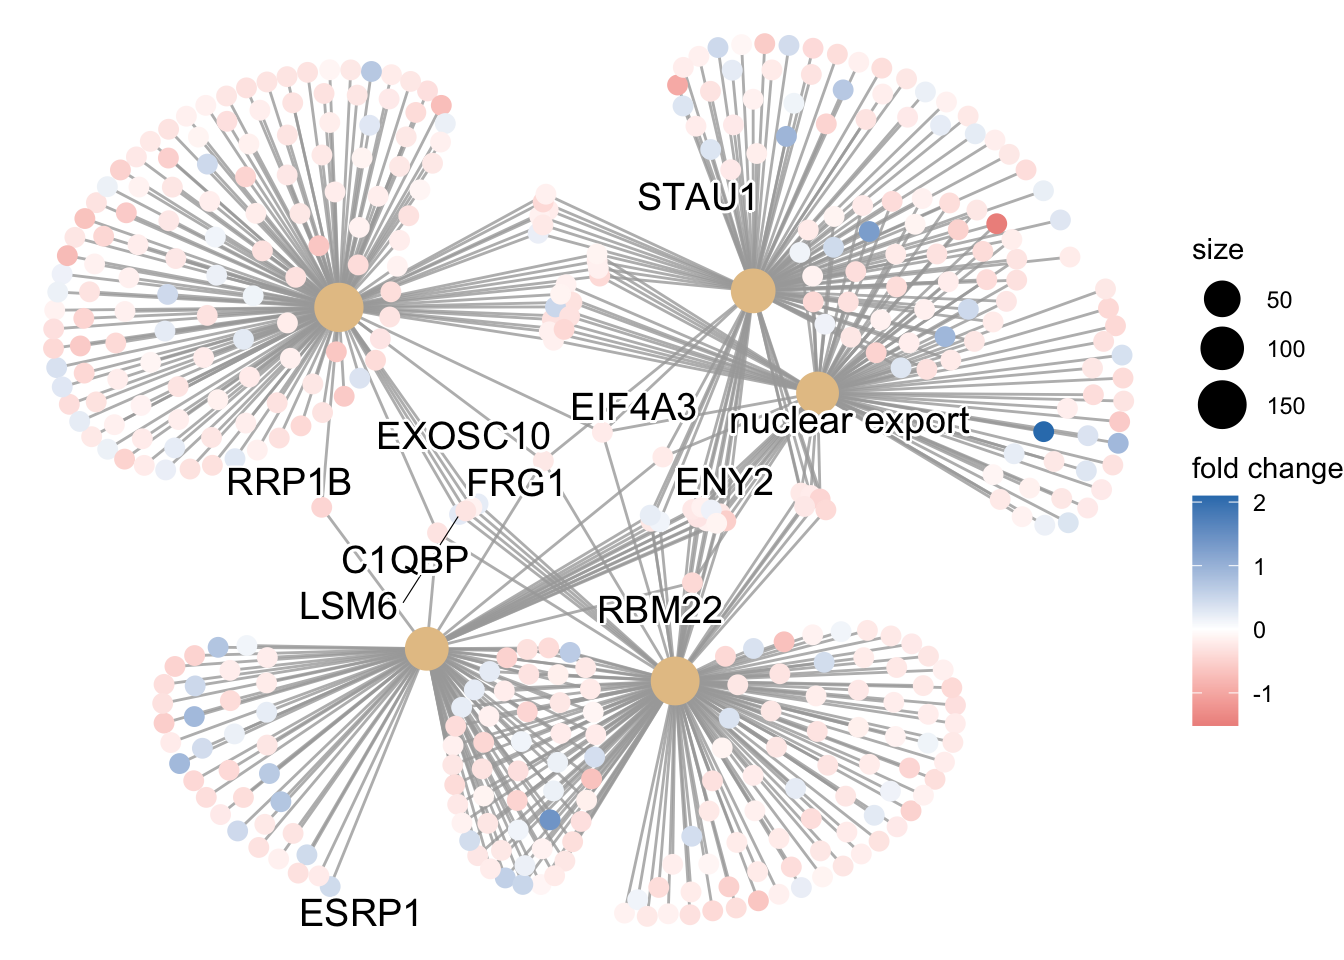 STAU1
EIF4A3
nuclear export
EXOSC10
RRP1B
FRG1
ENY2
C1QBP
LSM6
RBM22
ESRP1
size
50
100
150
fold change
2
1
0
-1